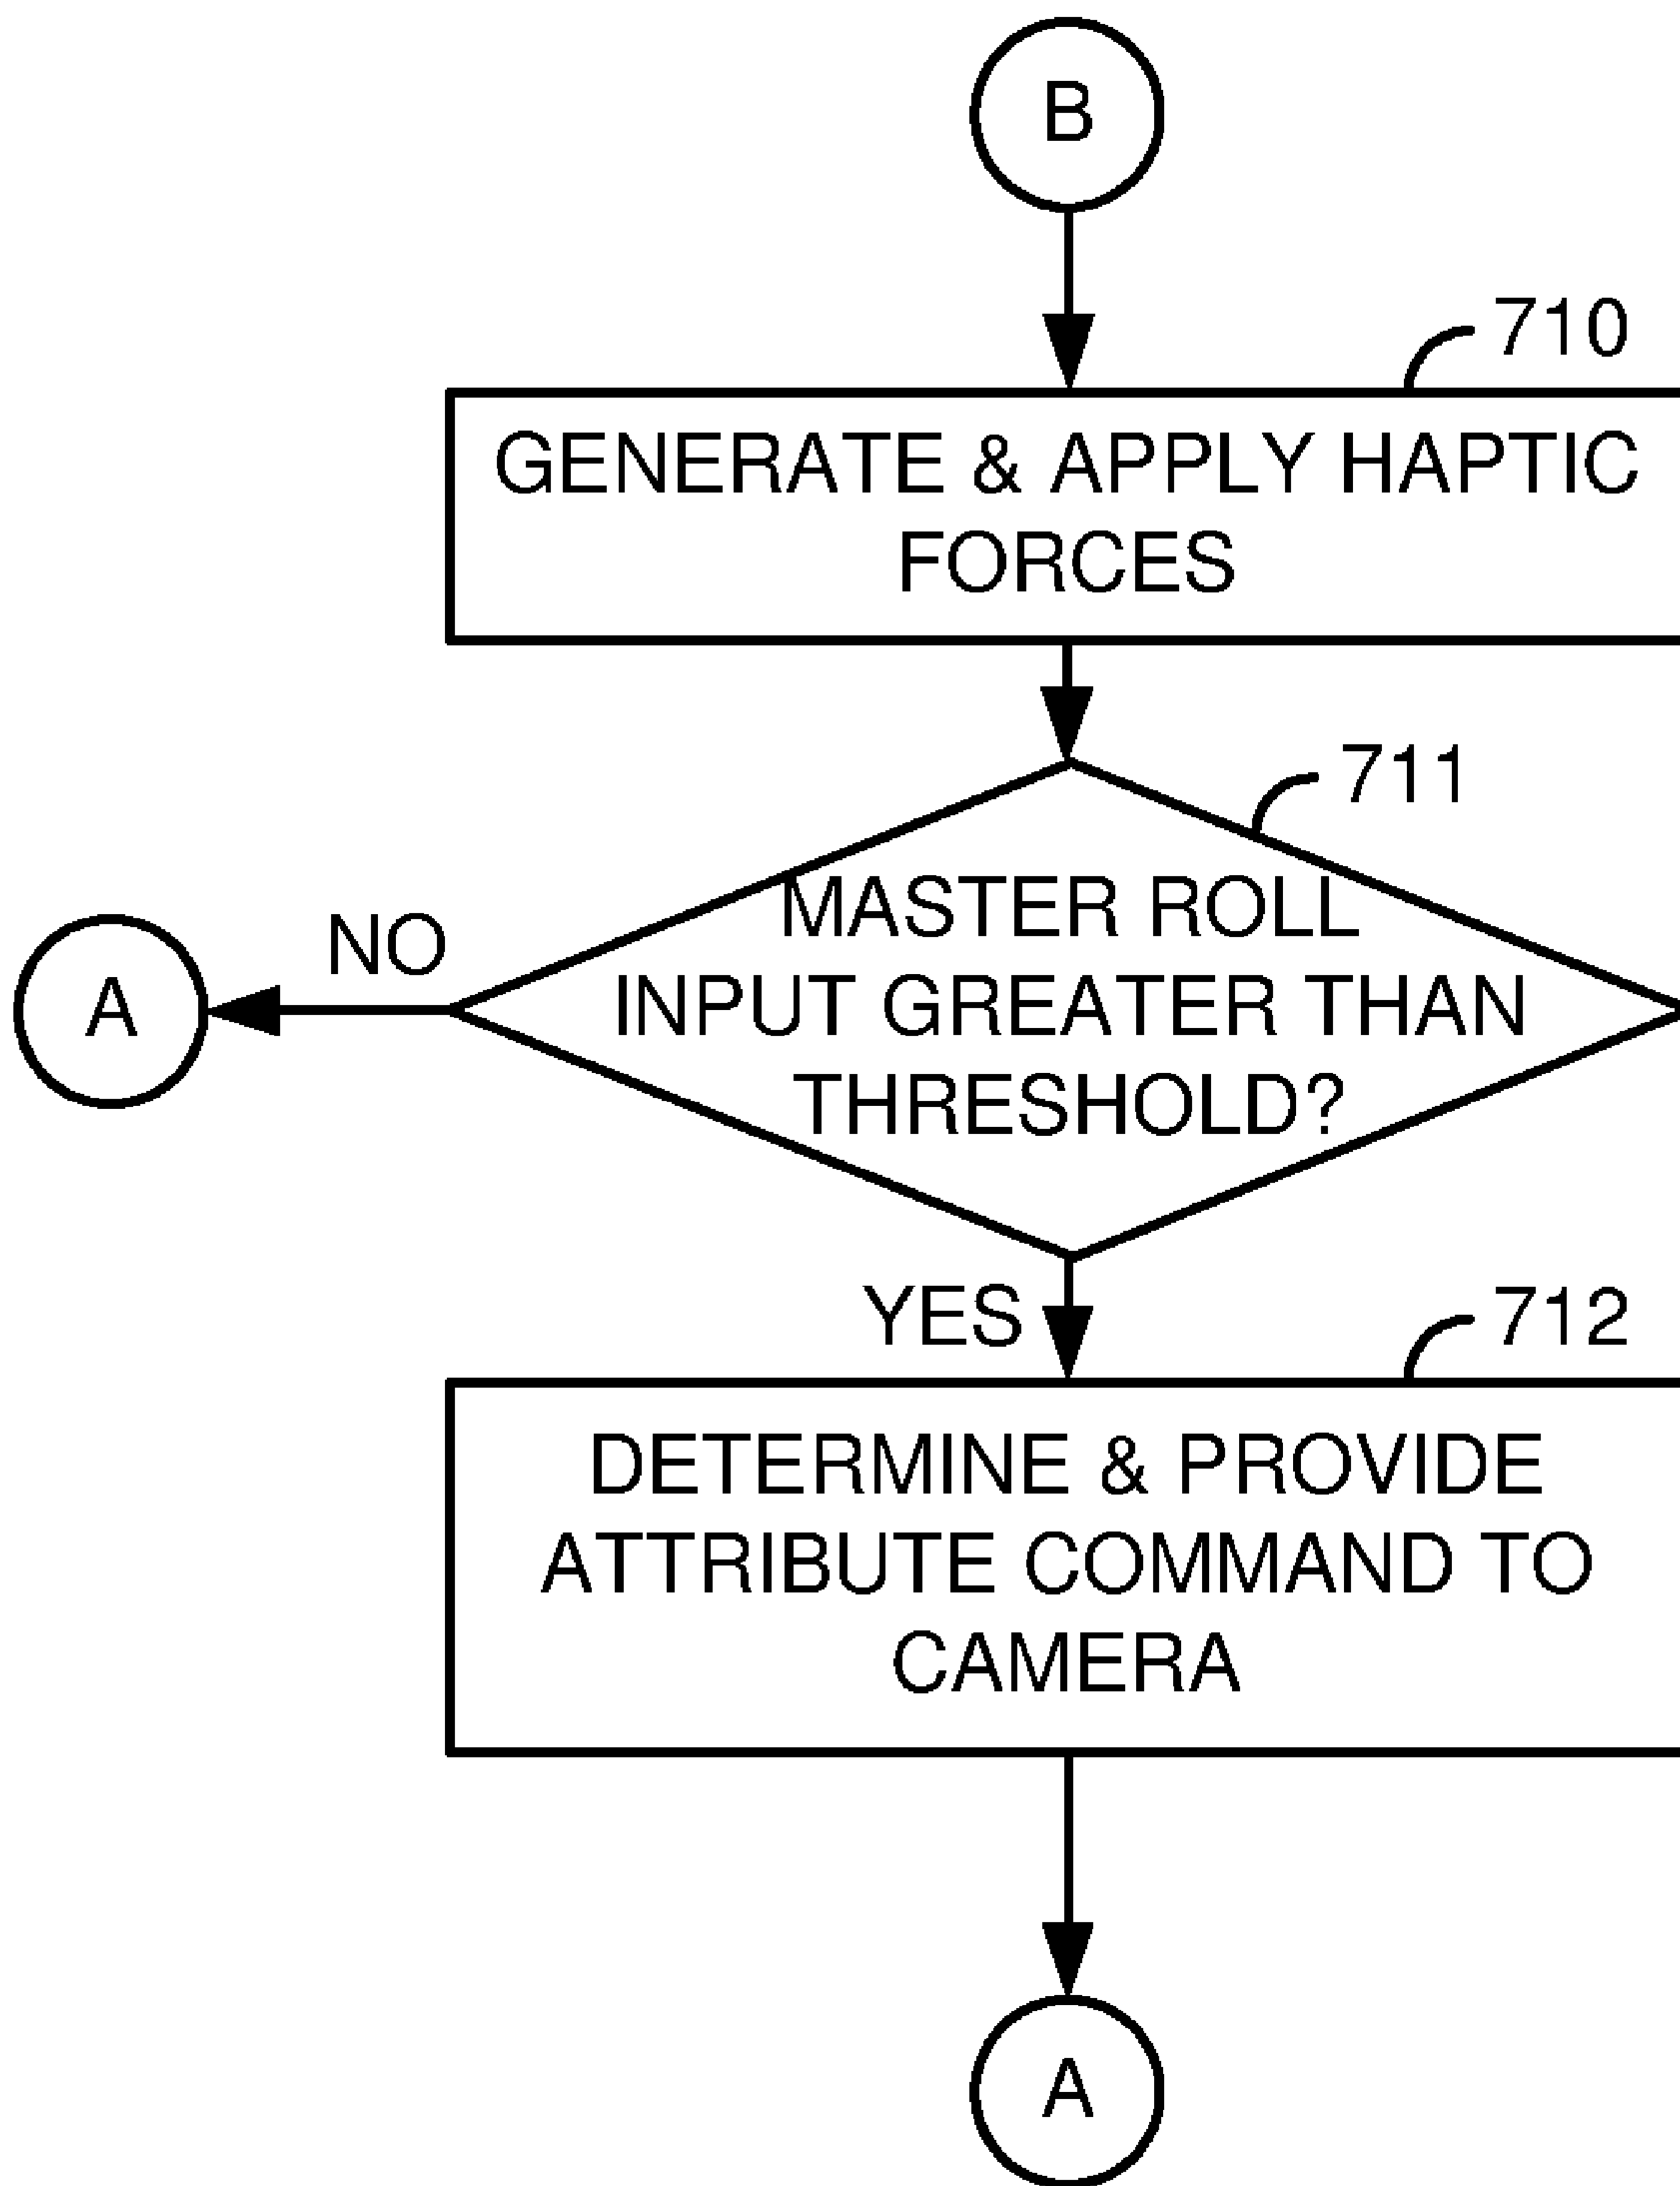 B
710
GENERATE & APPLY HAPTIC
FORCES
711
MASTER ROLL
INPUT GREATER THAN
THRESHOLD?
NO
A
YES
712
DETERMINE & PROVIDE
ATTRIBUTE COMMAND TO
CAMERA
A